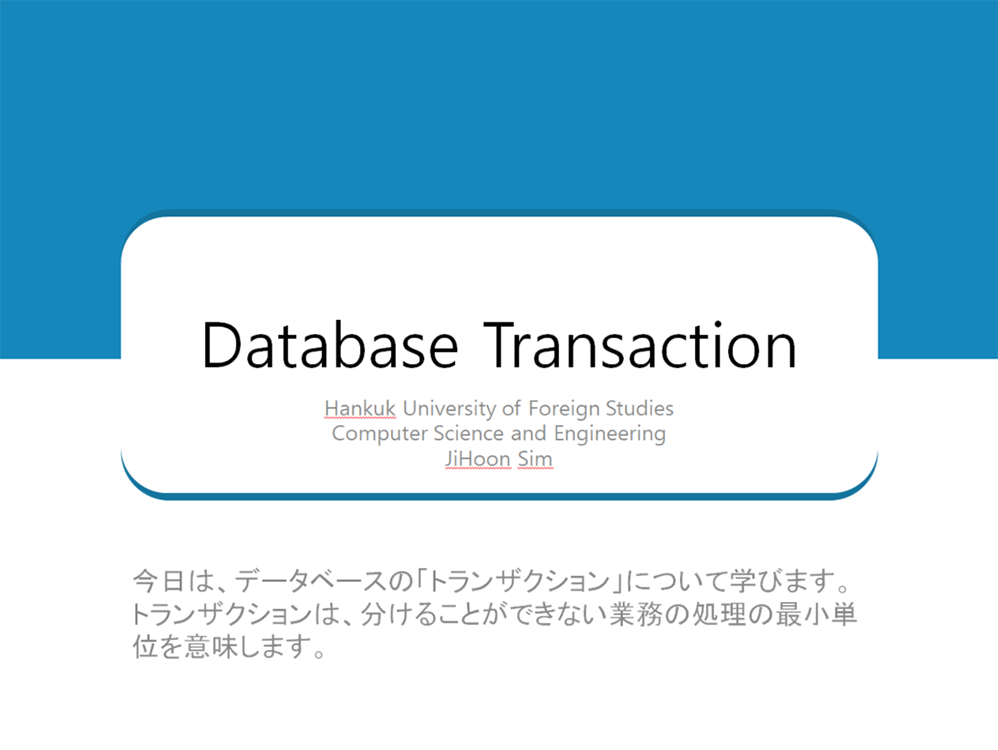 Database Transaction
Hankuk University of Foreign Studies
Computer Science and Engineering
JiHoon Sim
今日は、データベースの「トランザクション」について学びます。
トランザクションは、分けることができない業務の処理の最小単
位を意味します。